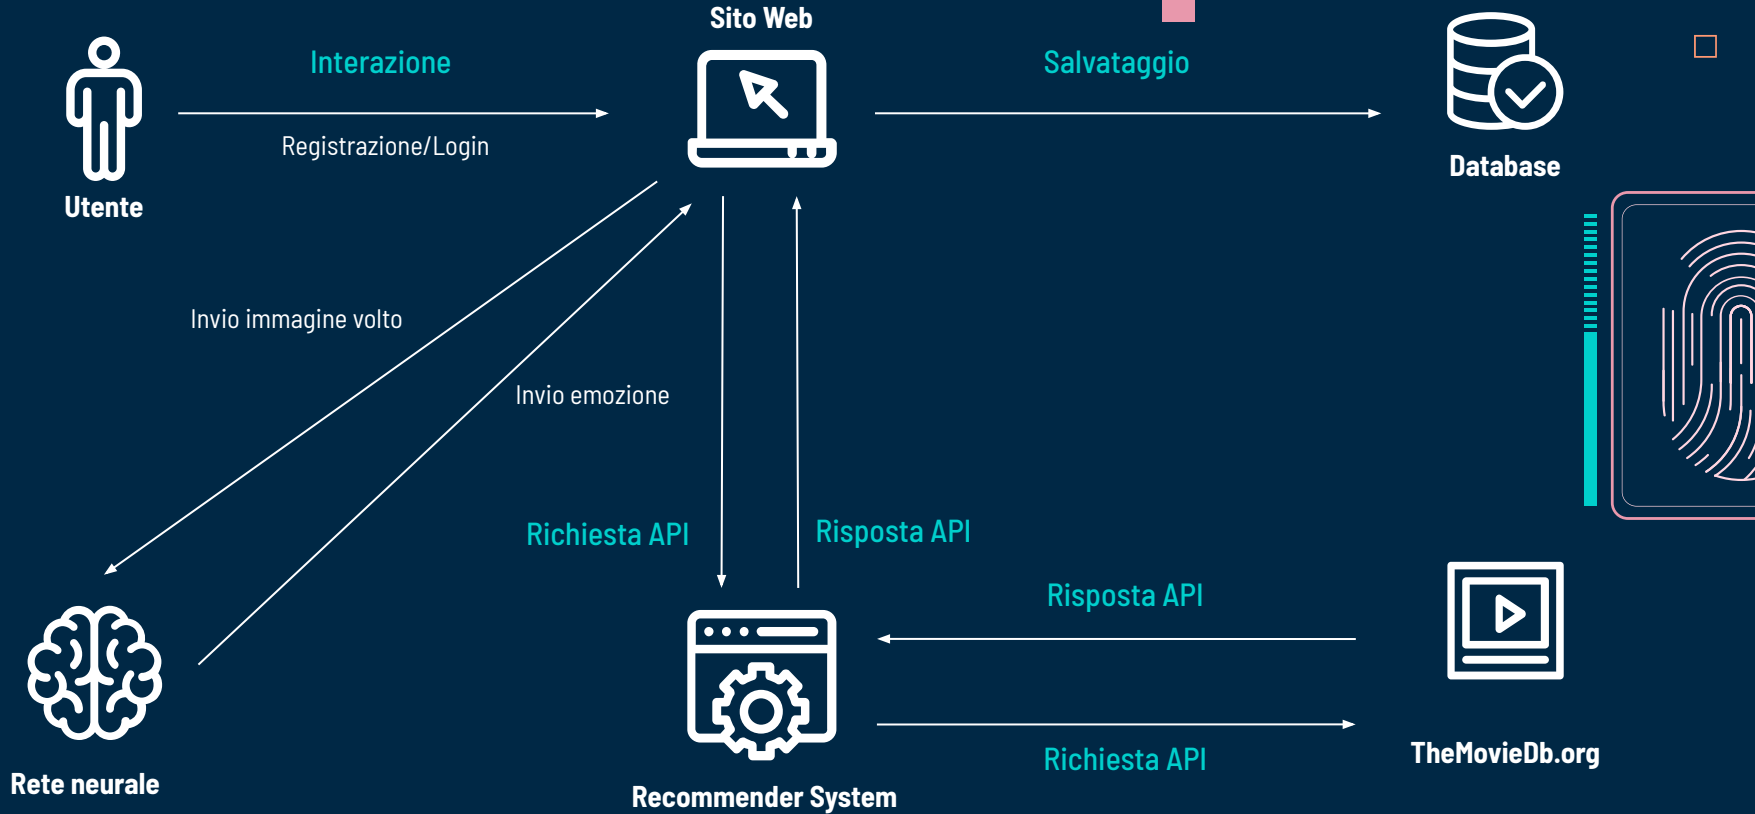 Sito Web
Interazione
Salvataggio
Registrazione/Login
Database
Utente
Invio immagine volto
Invio emozione
Richiesta API
Risposta API
Risposta API
Richiesta API
TheMovieDb.org
Rete neurale
Recommender System